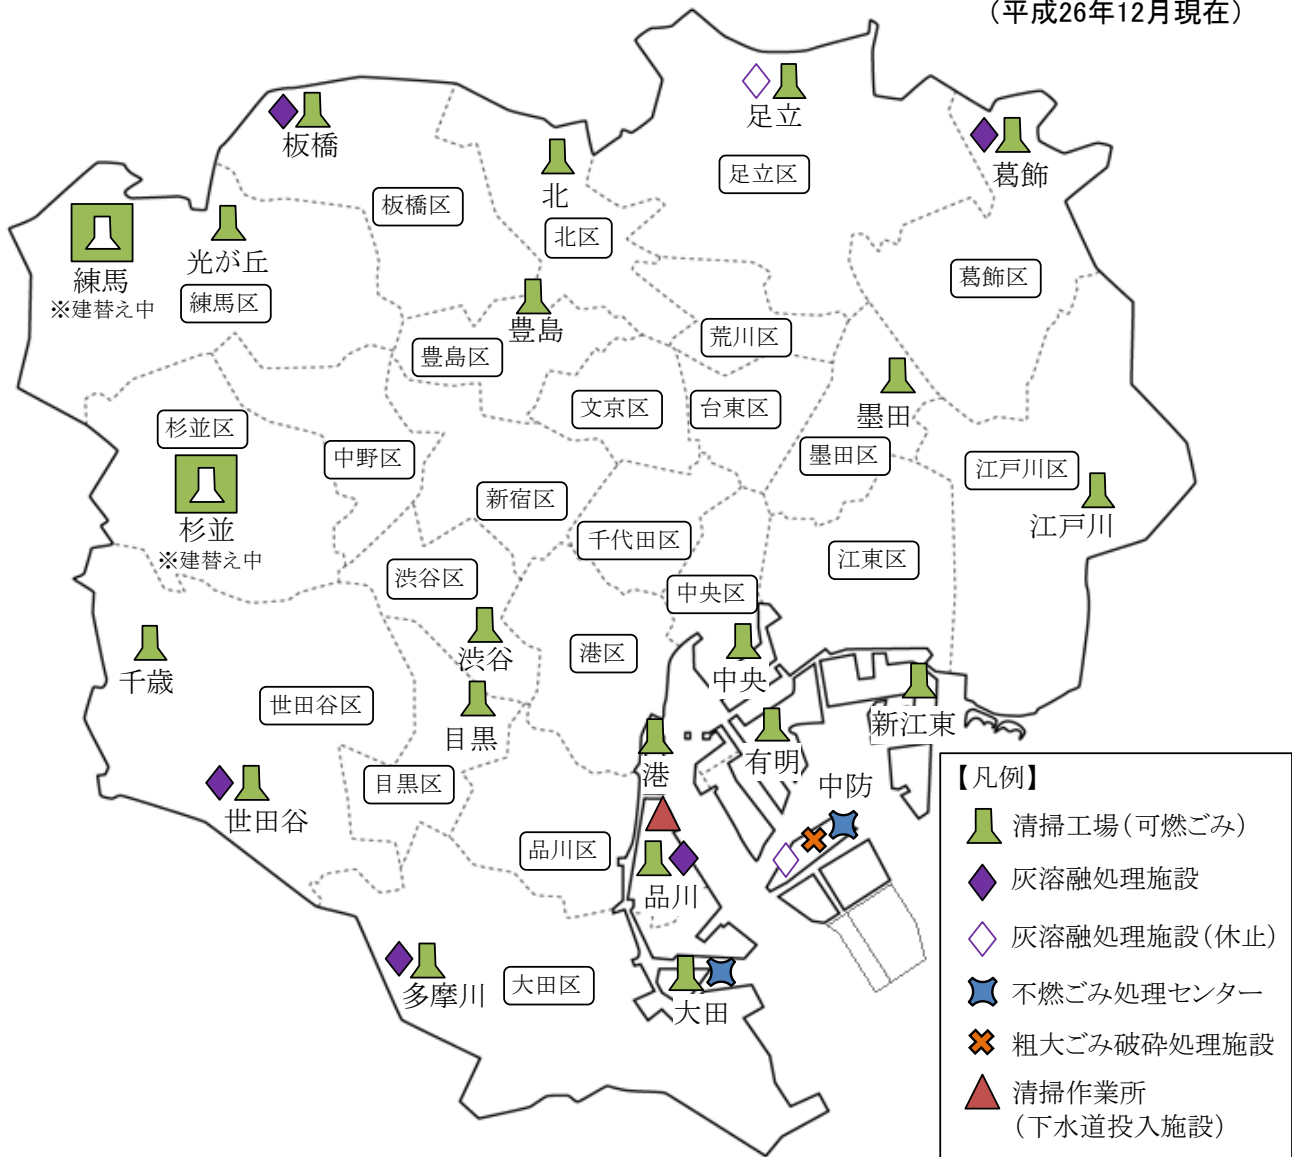 （平成26年12月現在）
足立
板橋
葛飾
足立区
北
板橋区
北区
光が丘
練馬
※建替え中
練馬区
葛飾区
豊島
荒川区
豊島区
文京区
台東区
墨田
杉並区
中野区
墨田区
江戸川区
新宿区
杉並
※建替え中
江戸川
千代田区
江東区
渋谷区
中央区
渋谷
港区
千歳
中央
世田谷区
新江東
目黒
港
有明
目黒区
中防
世田谷
品川区
品川
多摩川
大田区
大田
【凡例】
清掃工場（可燃ごみ）
灰溶融処理施設
灰溶融処理施設（休止）
不燃ごみ処理センター
粗大ごみ破砕処理施設
清掃作業所
（下水道投入施設）